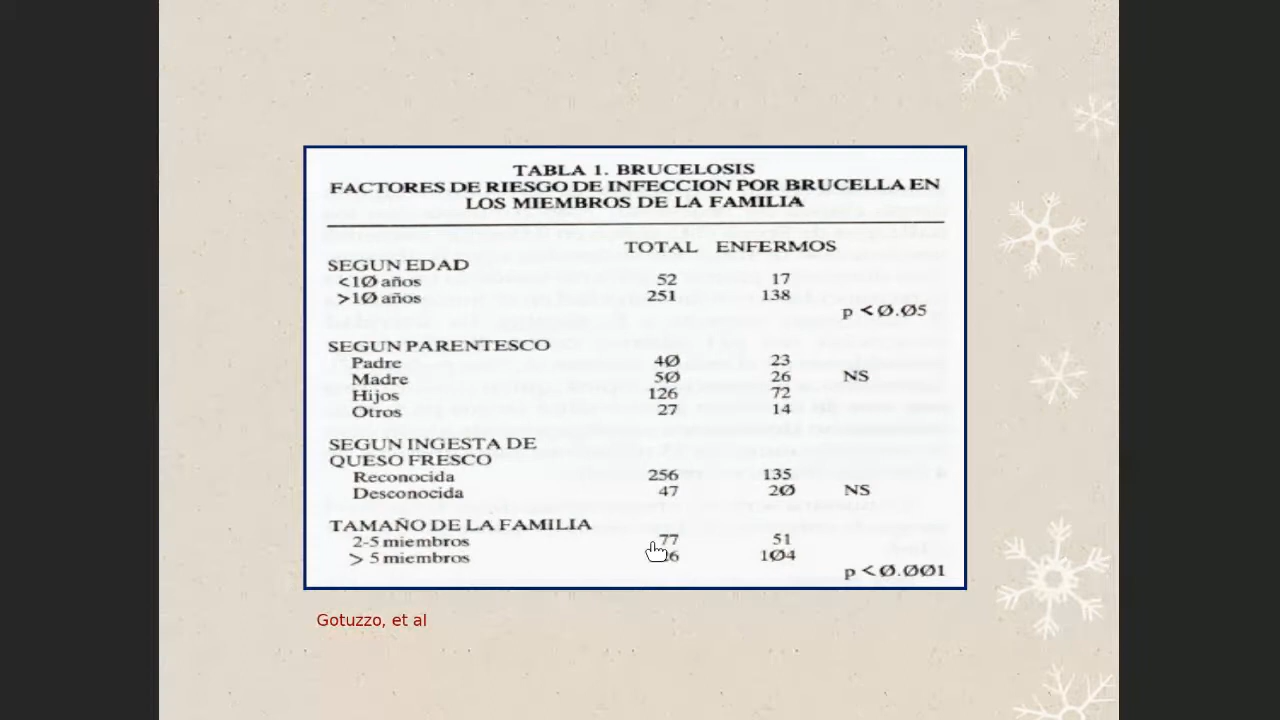 TABLA 1. BRUCELOSIS
FACTORES DE RIESGO DE INFECCION POR BRUCELLA EN
LOS MIEMBROS DE LA FAMILIA
TOTAL ENFERMOS
SEGUN EDAD
<1Ø años 52 17
>1Ø años 251 138
p <Ø.Ø5
SEGUN PARENTESCO
Padre 4Ø 23
Madre 5Ø 26 NS
Hijos 126 72
Otros 27 14
SEGUN INGESTA DE
QUESO FRESCO
Reconocida 256 135
Desconocida 47 2Ø NS
TAMAÑO DE LA FAMILIA
2-5 miembros 77 51
> 5 miembros 1Ø4
p <Ø.ØØ1
Gotuzzo, et al